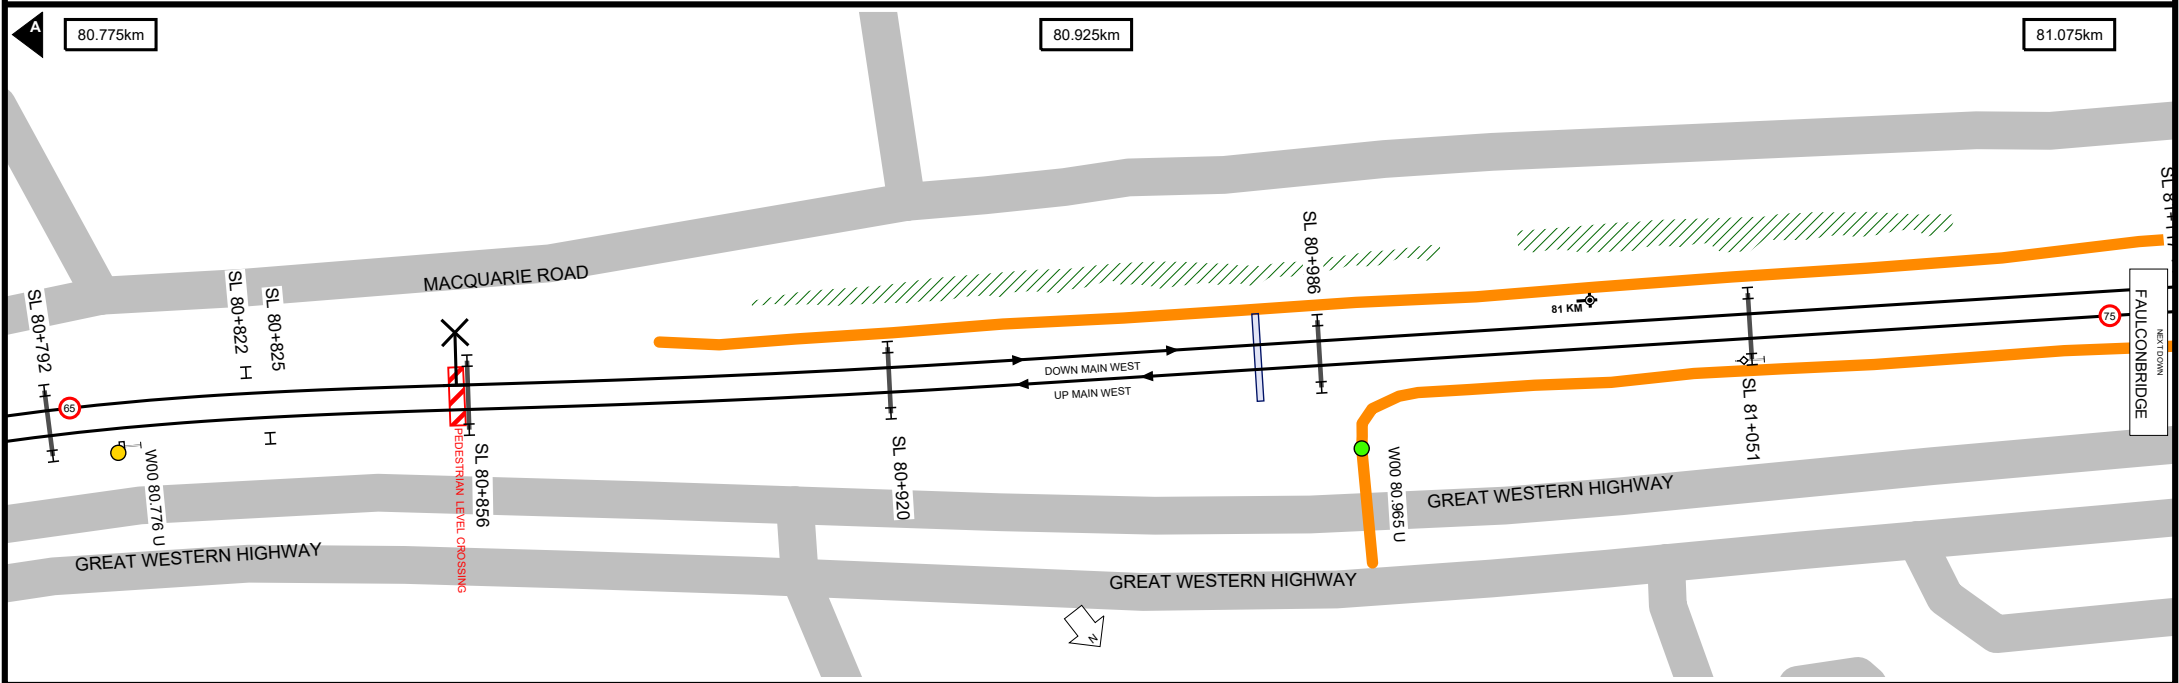 A
80.775km
80.925km
81.075km
SL 80+792
65
W00 80.776 U
SL 80+822
SL 80+825
MACQUARIE ROAD
PEDESTRIAN LEVEL CROSSING
SL 80+856
SL 80+920
DOWN MAIN WEST
UP MAIN WEST
SL 80+986
81 KM
W00 80.965 U
SL 81+051
75
FAULCONBRIDGE
NEXT DOWN
GREAT WESTERN HIGHWAY
GREAT WESTERN HIGHWAY
GREAT WESTERN HIGHWAY
N